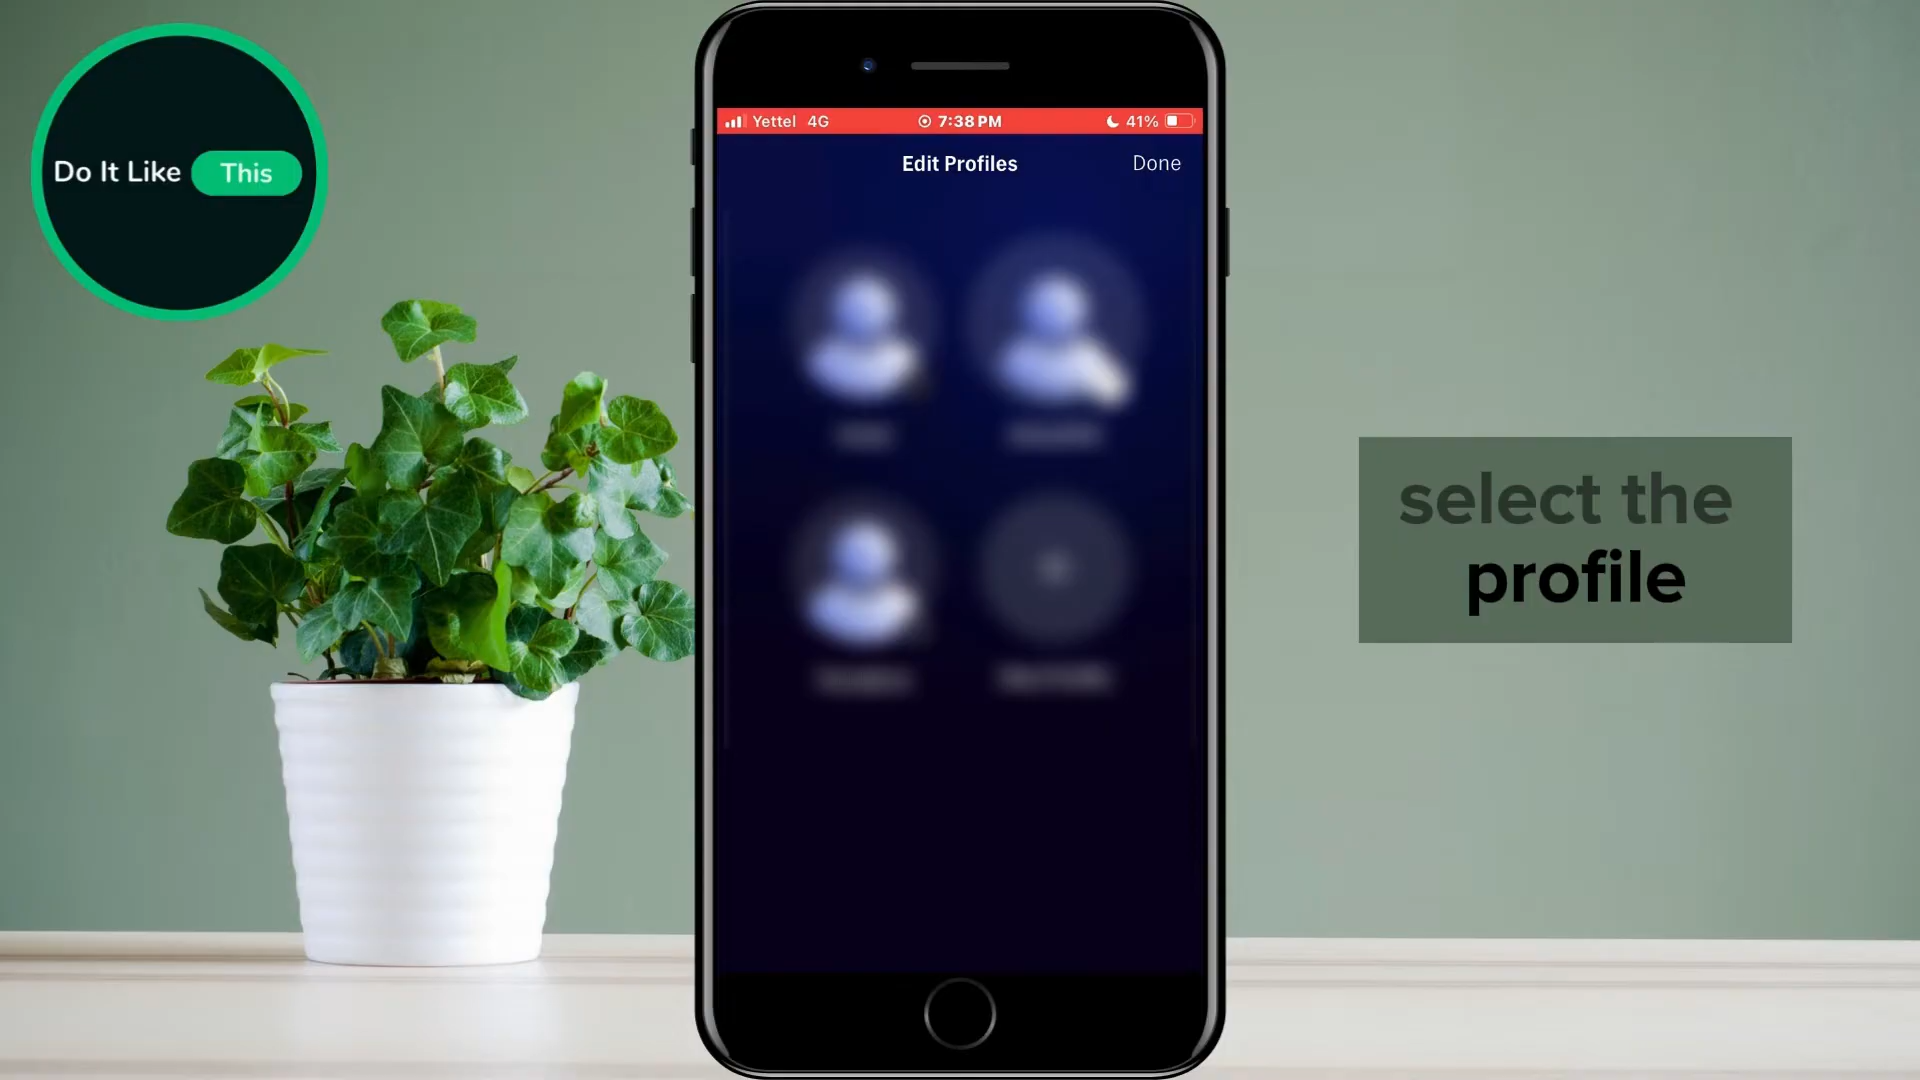 Do It Like This
Yettel 4G 7:38 PM 41%
Edit Profiles Done
select the
profile